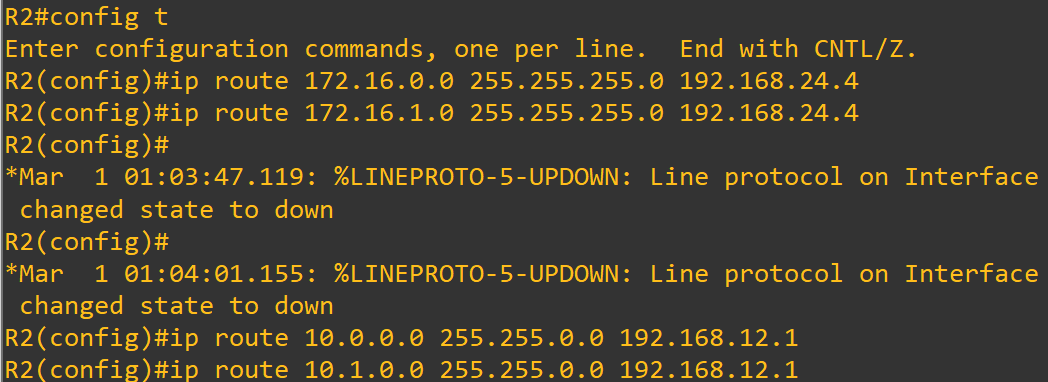 R2#config t
Enter configuration commands, one per line.  End with CNTL/Z.
R2(config)#ip route 172.16.0.0 255.255.255.0 192.168.24.4
R2(config)#ip route 172.16.1.0 255.255.255.0 192.168.24.4
R2(config)#
*Mar  1 01:03:47.119: %LINEPROTO-5-UPDOWN: Line protocol on Interface
 changed state to down
R2(config)#
*Mar  1 01:04:01.155: %LINEPROTO-5-UPDOWN: Line protocol on Interface
 changed state to down
R2(config)#ip route 10.0.0.0 255.255.0.0 192.168.12.1
R2(config)#ip route 10.1.0.0 255.255.0.0 192.168.12.1